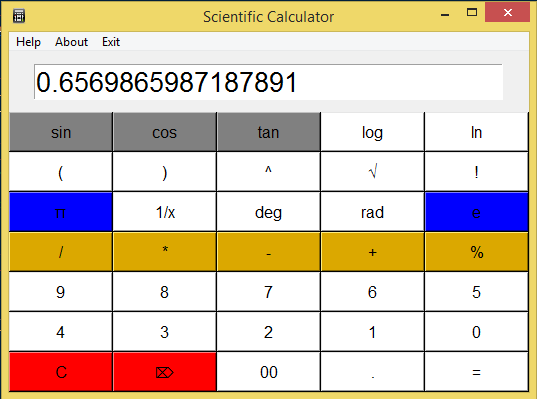 Scientific Calculator
Help About Exit
0.6569865987187891
sin cos tan log ln
( ) ^ √ !
π 1/x deg rad e
/ * - + %
9 8 7 6 5
4 3 2 1 0
C ⌦ 00 . =